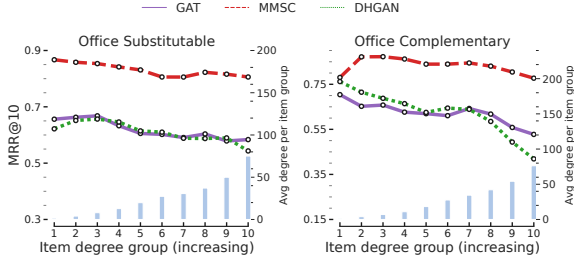 GAT MMSC DHGAN
Office Substitutable
0.9 0.7 0.5 0.3
MRR@10
200 150 100 50 0
Avg degree per item group
1 2 3 4 5 6 7 8 9 10
Item degree group (increasing)
Office Complementary
0.75 0.55 0.35 0.15
200 150 100 50 0
Avg degree per item group
1 2 3 4 5 6 7 8 9 10
Item degree group (increasing)